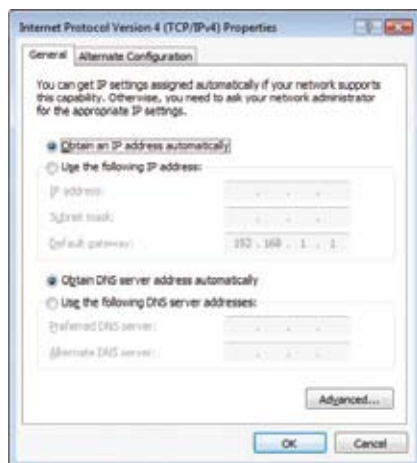 Internet Protocol Version 4 (TCP/IPv4) Properties
General
Alternate Configuration
You can get IP settings assigned automatically if your network supports
this capability. Otherwise, you need to ask your network administrator
for the appropriate IP settings.
Obtain an IP address automatically
Use the following IP address:
IP address:
Subnet mask:
Default gateway:
192 . 168 . 1 . 1
Obtain DNS server address automatically
Use the following DNS server addresses:
Preferred DNS server:
Alternate DNS server:
Advanced...
OK
Cancel